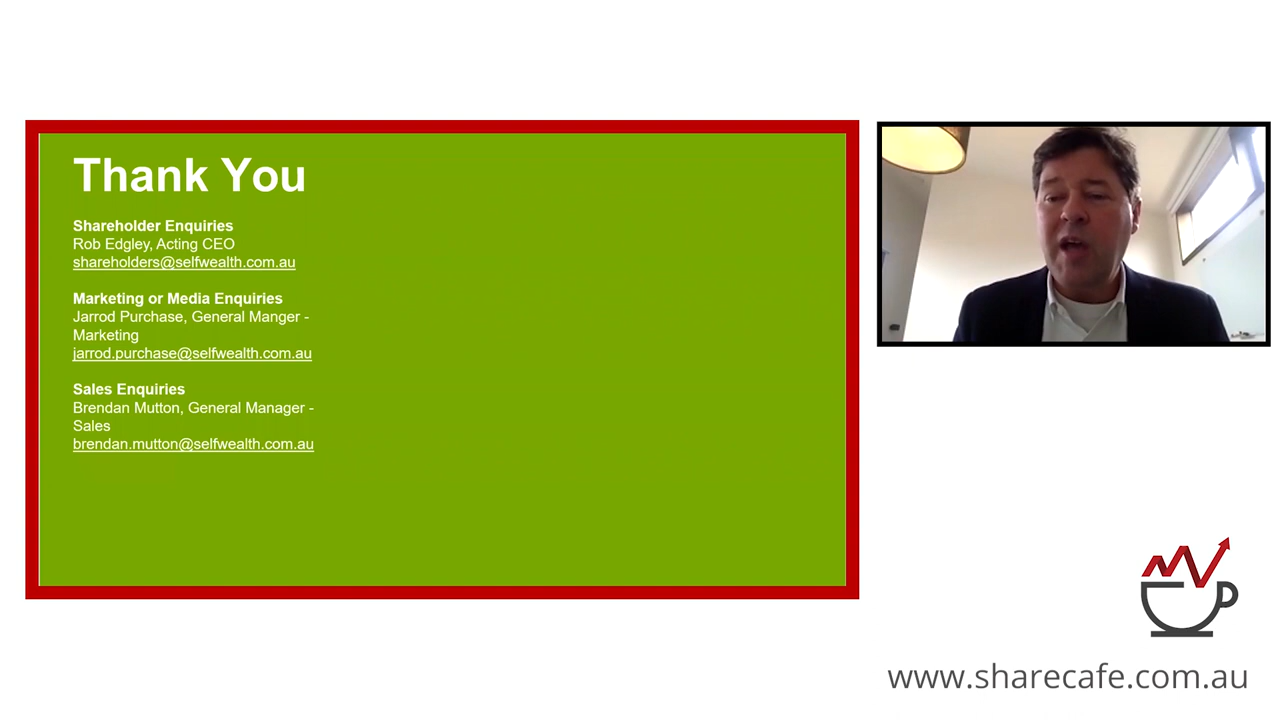 Thank You
Shareholder Enquiries
Rob Edgley, Acting CEO
shareholders@selfwealth.com.au
Marketing or Media Enquiries
Jarrod Purchase, General Manger -
Marketing
jarrod.purchase@selfwealth.com.au
Sales Enquiries
Brendan Mutton, General Manager -
Sales
brendan.mutton@selfwealth.com.au
www.sharecafe.com.au